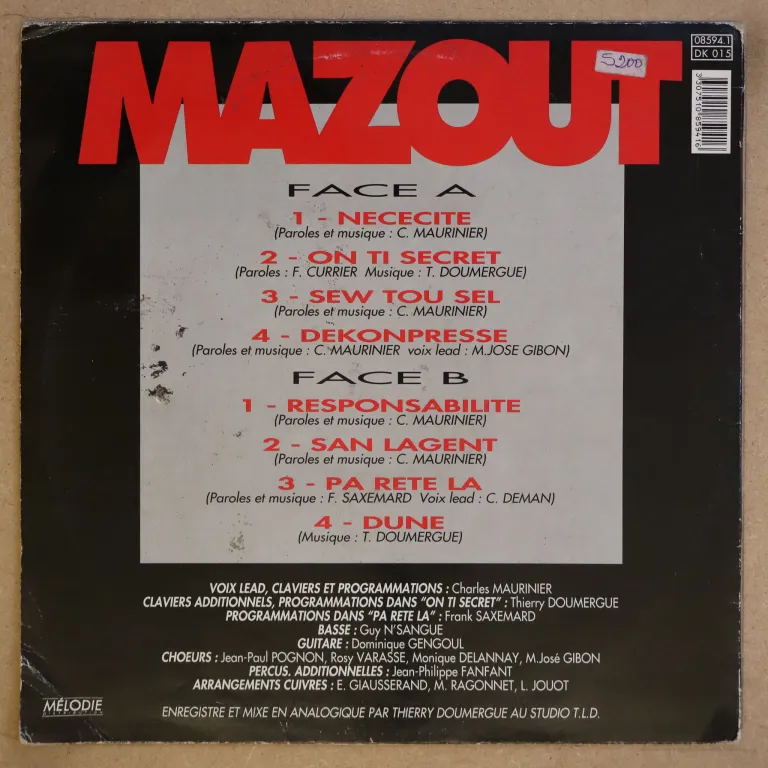 MAZOUT
5200
08594.1
DK 015
3307510859416
FACE A
1 - NECECITE
(Paroles et musique : C. MAURINIER)
2 - ON TI SECRET
(Paroles : F. CURRIER Musique : T. DOUMERGUE)
3 - SEW TOU SEL
(Paroles et musique : C. MAURINIER)
4 - DEKONPRESSE
(Paroles et musique : C. MAURINIER voix lead : M.JOSE GIBON)
FACE B
1 - RESPONSABILITE
(Paroles et musique : C. MAURINIER)
2 - SAN LAGENT
(Paroles et musique : C. MAURINIER)
3 - PA RETE LA
(Paroles et musique : F. SAXEMARD Voix lead : C. DEMAN)
4 - DUNE
(Musique : T. DOUMERGUE)
VOIX LEAD, CLAVIERS ET PROGRAMMATIONS : Charles MAURINIER
CLAVIERS ADDITIONNELS, PROGRAMMATIONS DANS "ON TI SECRET" : Thierry DOUMERGUE
PROGRAMMATIONS DANS "PA RETE LA" : Frank SAXEMARD
BASSE : Guy N'SANGUE
GUITARE : Dominique GENGOUL
CHOEURS : Jean-Paul POGNON, Rosy VARASSE, Monique DELANNAY, M.José GIBON
PERCUS. ADDITIONNELLES : Jean-Philippe FANFANT
ARRANGEMENTS CUIVRES : E. GIAUSSERAND, M. RAGONNET, L. JOUOT
MÉLODIE
DISTRIBUTION
ENREGISTRE ET MIXE EN ANALOGIQUE PAR THIERRY DOUMERGUE AU STUDIO T.L.D.